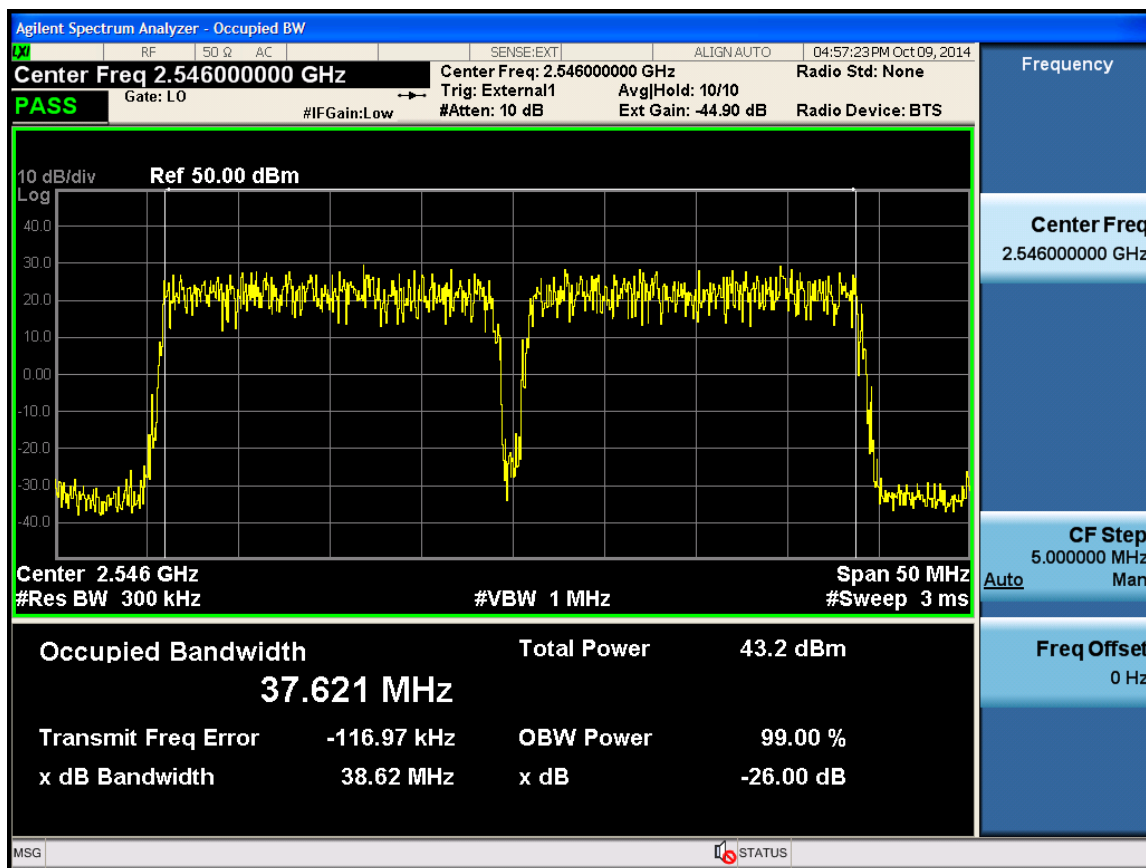 Agilent Spectrum Analyzer - Occupied BW
LXI RF 50 Ω AC SENSE:EXT ALIGN AUTO 04:57:23 PM Oct 09, 2014
Center Freq 2.546000000 GHz
PASS
Gate: LO
#IFGain:Low
Center Freq: 2.546000000 GHz
Trig: External1 Avg|Hold: 10/10
#Atten: 10 dB Ext Gain: -44.90 dB
Radio Std: None
Radio Device: BTS
10 dB/div Ref 50.00 dBm
Log
40.0
30.0
20.0
10.0
0.00
-10.0
-20.0
-30.0
-40.0
Center 2.546 GHz Span 50 MHz
#Res BW 300 kHz #VBW 1 MHz #Sweep 3 ms
Occupied Bandwidth Total Power 43.2 dBm
37.621 MHz
Transmit Freq Error -116.97 kHz OBW Power 99.00 %
x dB Bandwidth 38.62 MHz x dB -26.00 dB
Frequency
Center Freq
2.546000000 GHz
CF Step
5.000000 MHz
Auto Man
Freq Offset
0 Hz
MSG STATUS